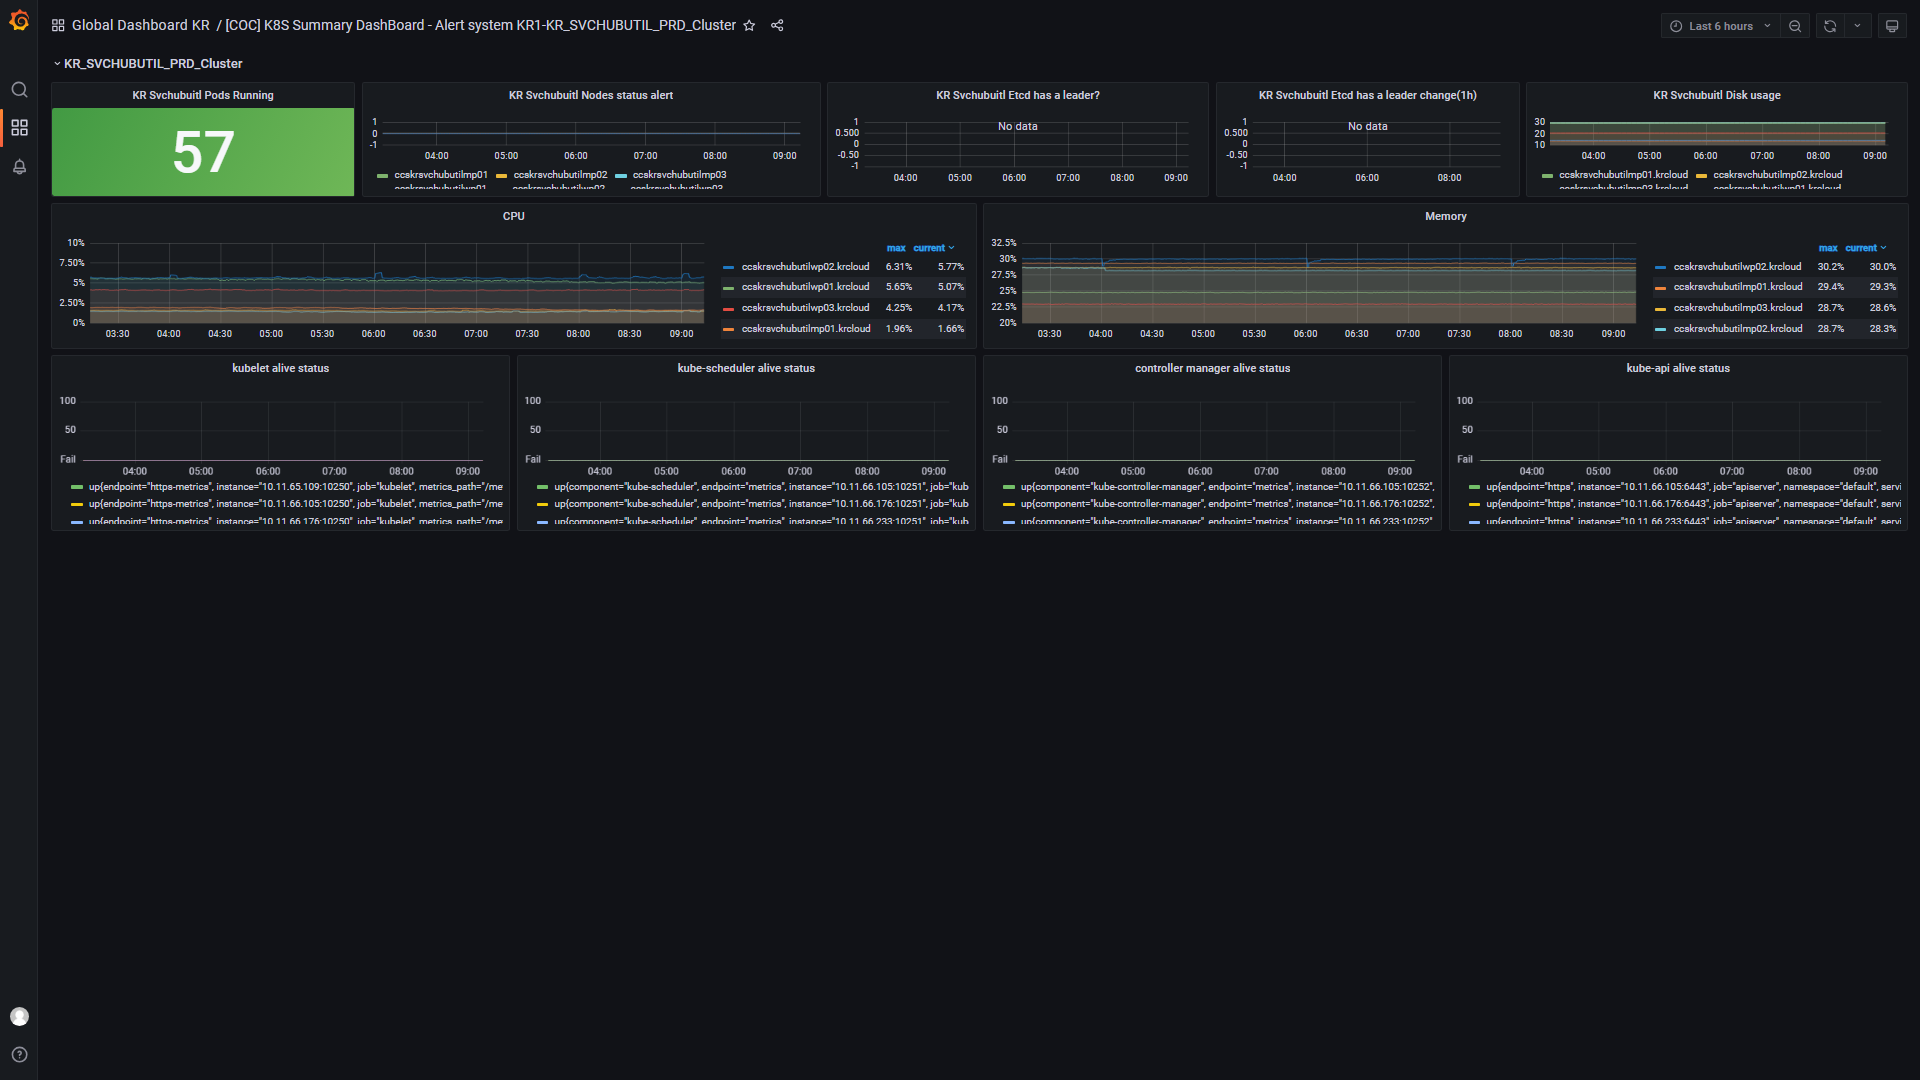 Global Dashboard KR / [COC] K8S Summary DashBoard - Alert system KR1-KR_SVCHUBUTIL_PRD_Cluster
Last 6 hours
KR_SVCHUBUTIL_PRD_Cluster
KR Svchubuitl Pods Running
57
KR Svchubuitl Nodes status alert
1
0
-1
04:00 05:00 06:00 07:00 08:00 09:00
ccskrsvchubutilmp01 ccskrsvchubutilmp02 ccskrsvchubutilmp03
ccskrsvchubutilwp01 ccskrsvchubutilwp02 ccskrsvchubutilwp03
KR Svchubuitl Etcd has a leader?
No data
1
0.500
0
-0.50
-1
04:00 05:00 06:00 07:00 08:00 09:00
KR Svchubuitl Etcd has a leader change(1h)
No data
1
0.500
0
-0.50
-1
04:00 06:00 08:00
KR Svchubuitl Disk usage
30
20
10
04:00 05:00 06:00 07:00 08:00 09:00
ccskrsvchubutilmp01.krcloud ccskrsvchubutilmp02.krcloud
ccskrsvchubutilmp03.krcloud ccskrsvchubutilwp01.krcloud
CPU
10%
7.50%
5%
2.50%
0%
03:30 04:00 04:30 05:00 05:30 06:00 06:30 07:00 07:30 08:00 08:30 09:00
max current
ccskrsvchubutilwp02.krcloud 6.31% 5.77%
ccskrsvchubutilwp01.krcloud 5.65% 5.07%
ccskrsvchubutilwp03.krcloud 4.25% 4.17%
ccskrsvchubutilmp01.krcloud 1.96% 1.66%
Memory
32.5%
30%
27.5%
25%
22.5%
20%
03:30 04:00 04:30 05:00 05:30 06:00 06:30 07:00 07:30 08:00 08:30 09:00
max current
ccskrsvchubutilwp02.krcloud 30.2% 30.0%
ccskrsvchubutilmp01.krcloud 29.4% 29.3%
ccskrsvchubutilmp03.krcloud 28.7% 28.6%
ccskrsvchubutilmp02.krcloud 28.7% 28.3%
kubelet alive status
100
50
Fail
04:00 05:00 06:00 07:00 08:00 09:00
up{endpoint="https-metrics", instance="10.11.65.109:10250", job="kubelet", metrics_path="/me
up{endpoint="https-metrics", instance="10.11.66.105:10250", job="kubelet", metrics_path="/me
up{endpoint="https-metrics", instance="10.11.66.176:10250", job="kubelet", metrics_path="/me
kube-scheduler alive status
100
50
Fail
04:00 05:00 06:00 07:00 08:00 09:00
up{component="kube-scheduler", endpoint="metrics", instance="10.11.66.105:10251", job="kub
up{component="kube-scheduler", endpoint="metrics", instance="10.11.66.176:10251", job="kub
up{component="kube-scheduler", endpoint="metrics", instance="10.11.66.233:10251", job="kub
controller manager alive status
100
50
Fail
04:00 05:00 06:00 07:00 08:00 09:00
up{component="kube-controller-manager", endpoint="metrics", instance="10.11.66.105:10252",
up{component="kube-controller-manager", endpoint="metrics", instance="10.11.66.176:10252",
up{component="kube-controller-manager", endpoint="metrics", instance="10.11.66.233:10252",
kube-api alive status
100
50
Fail
04:00 05:00 06:00 07:00 08:00 09:00
up{endpoint="https", instance="10.11.66.105:6443", job="apiserver", namespace="default", servi
up{endpoint="https", instance="10.11.66.176:6443", job="apiserver", namespace="default", servi
up{endpoint="https", instance="10.11.66.233:6443", job="apiserver", namespace="default", servi